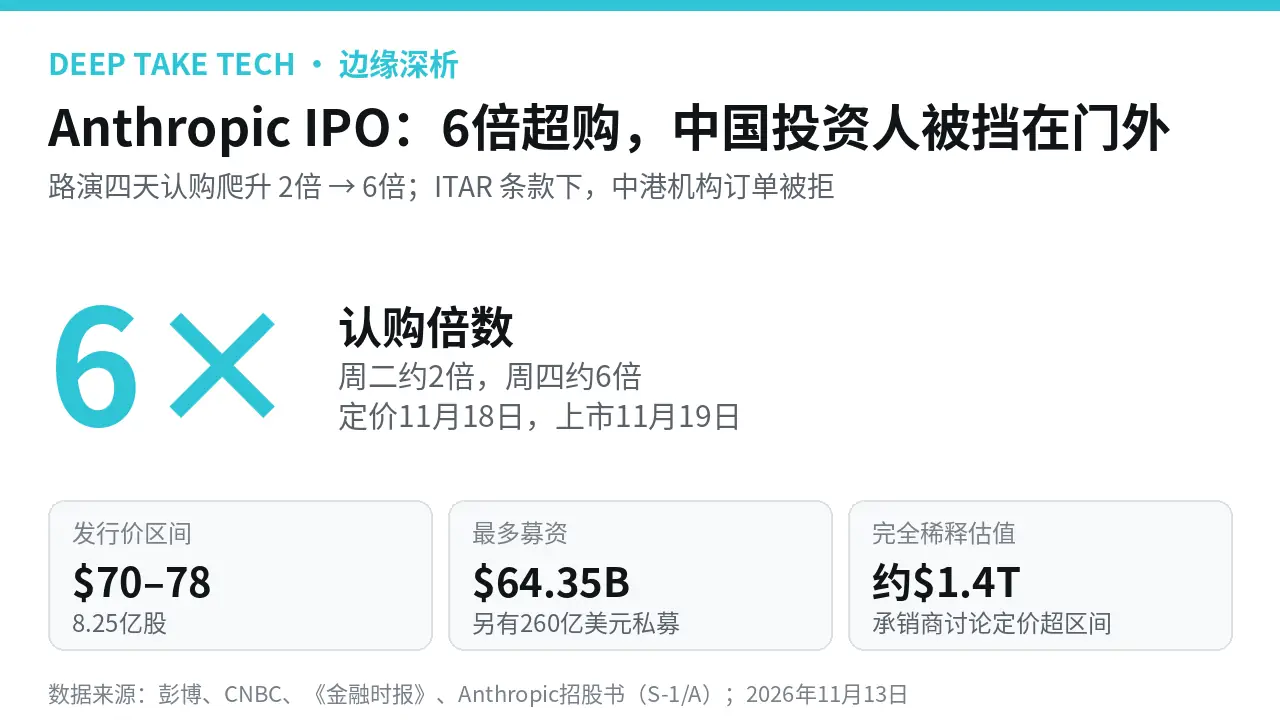 DEEP TAKE TECH · 边缘深析
Anthropic IPO：6倍超购，中国投资人被挡在门外
路演四天认购爬升 2倍 → 6倍；ITAR 条款下，中港机构订单被拒
6×
认购倍数
周二约2倍，周四约6倍
定价11月18日，上市11月19日
发行价区间
$70–78
8.25亿股
最多募资
$64.35B
另有260亿美元私募
完全稀释估值
约$1.4T
承销商讨论定价超区间
数据来源：彭博、CNBC、《金融时报》、Anthropic招股书（S-1/A）；2026年11月13日